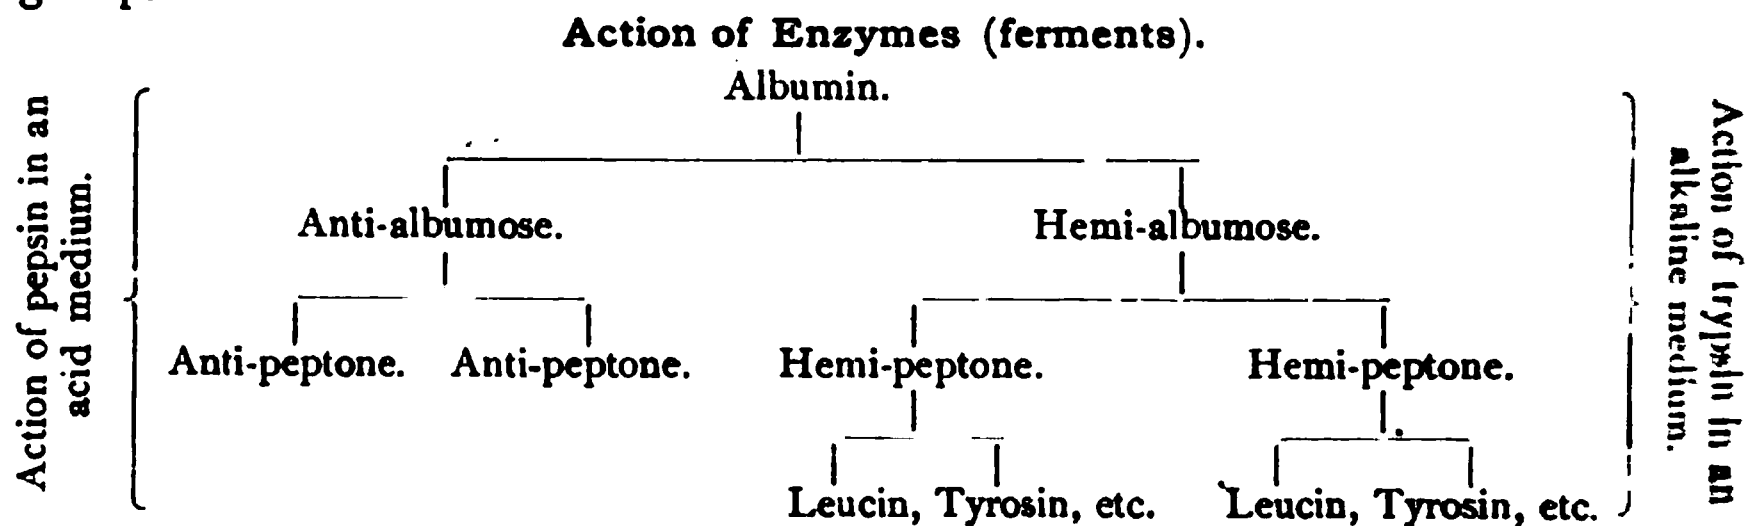 Action of Enzymes (ferments).
Albumin.
Action of pepsin in an
acid medium.
Anti-albumose. Hemi-albumose.
Anti-peptone. Anti-peptone. Hemi-peptone. Hemi-peptone.
Leucin, Tyrosin, etc. Leucin, Tyrosin, etc.
Action of trypsin in an
alkaline medium.